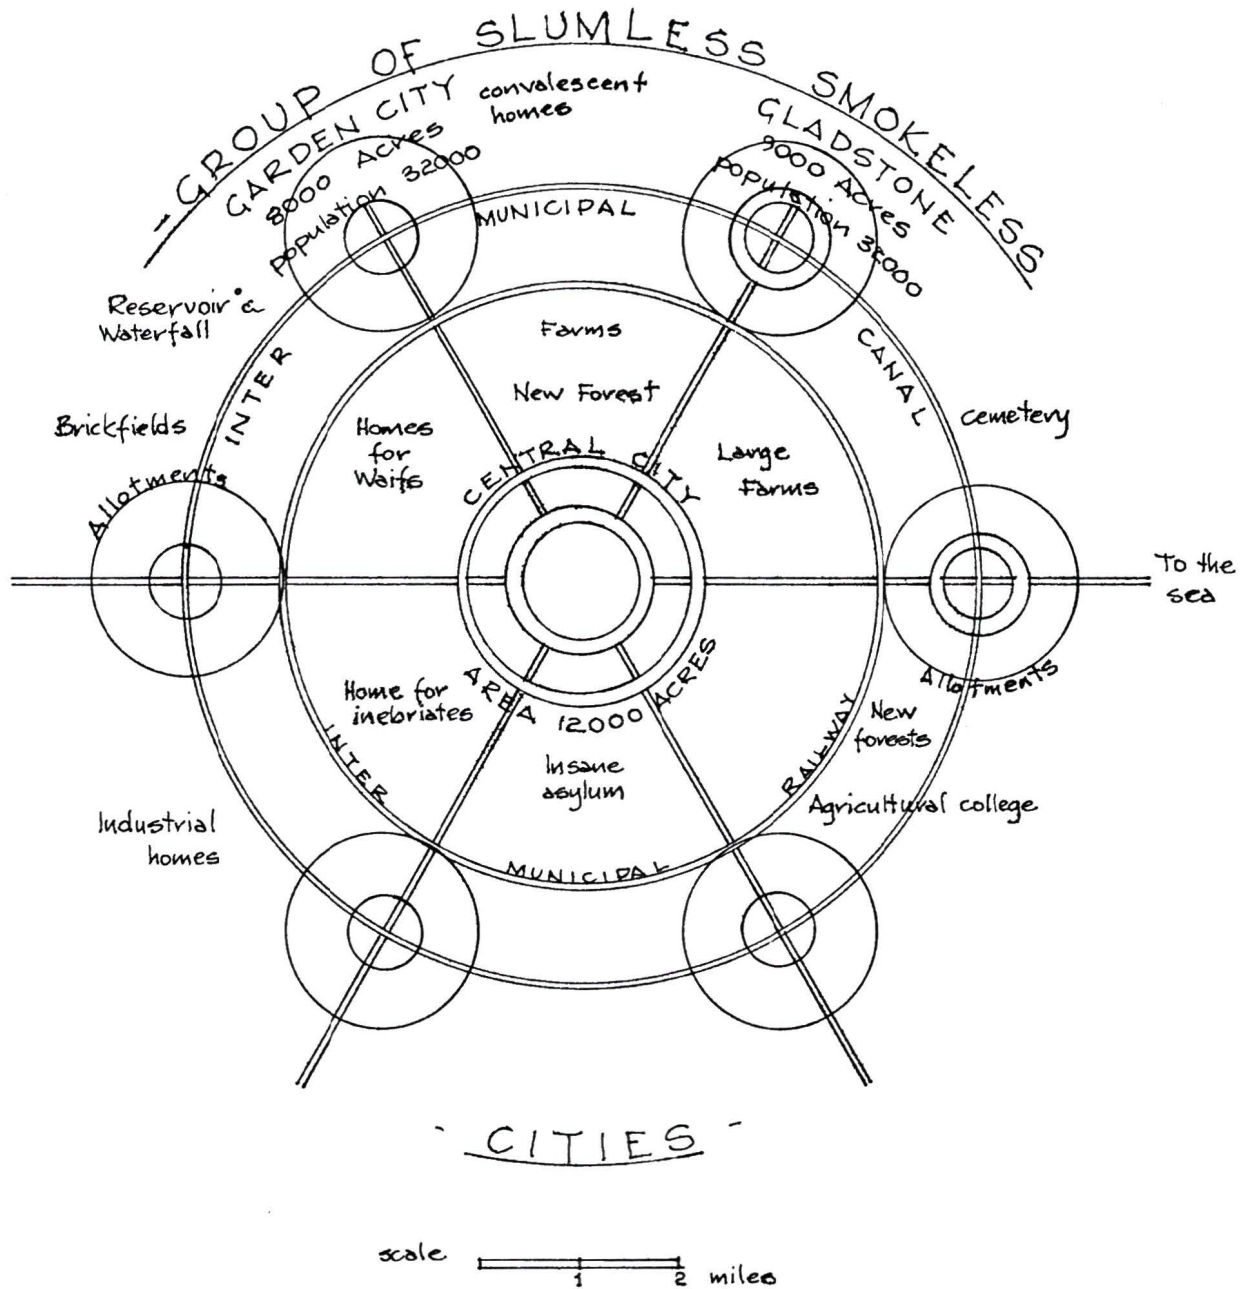 - GROUP OF SLUMLESS SMOKELESS
convalescent
homes
GARDEN CITY
8000 Acres
population 32000
GLADSTONE
9000 Acres
population 32000
MUNICIPAL
Reservoir &
Waterfall
INTER
CANAL
Farms
New Forest
Brickfields
Homes
for
Waifs
Large
Farms
cemetery
CENTRAL CITY
Allotments
To the
sea
Allotments
AREA 12000 ACRES
Home for
inebriates
New
forests
Insane
asylum
INTER
RAILWAY
Agricultural college
Industrial
homes
MUNICIPAL
- CITIES -
scale
1 2 miles